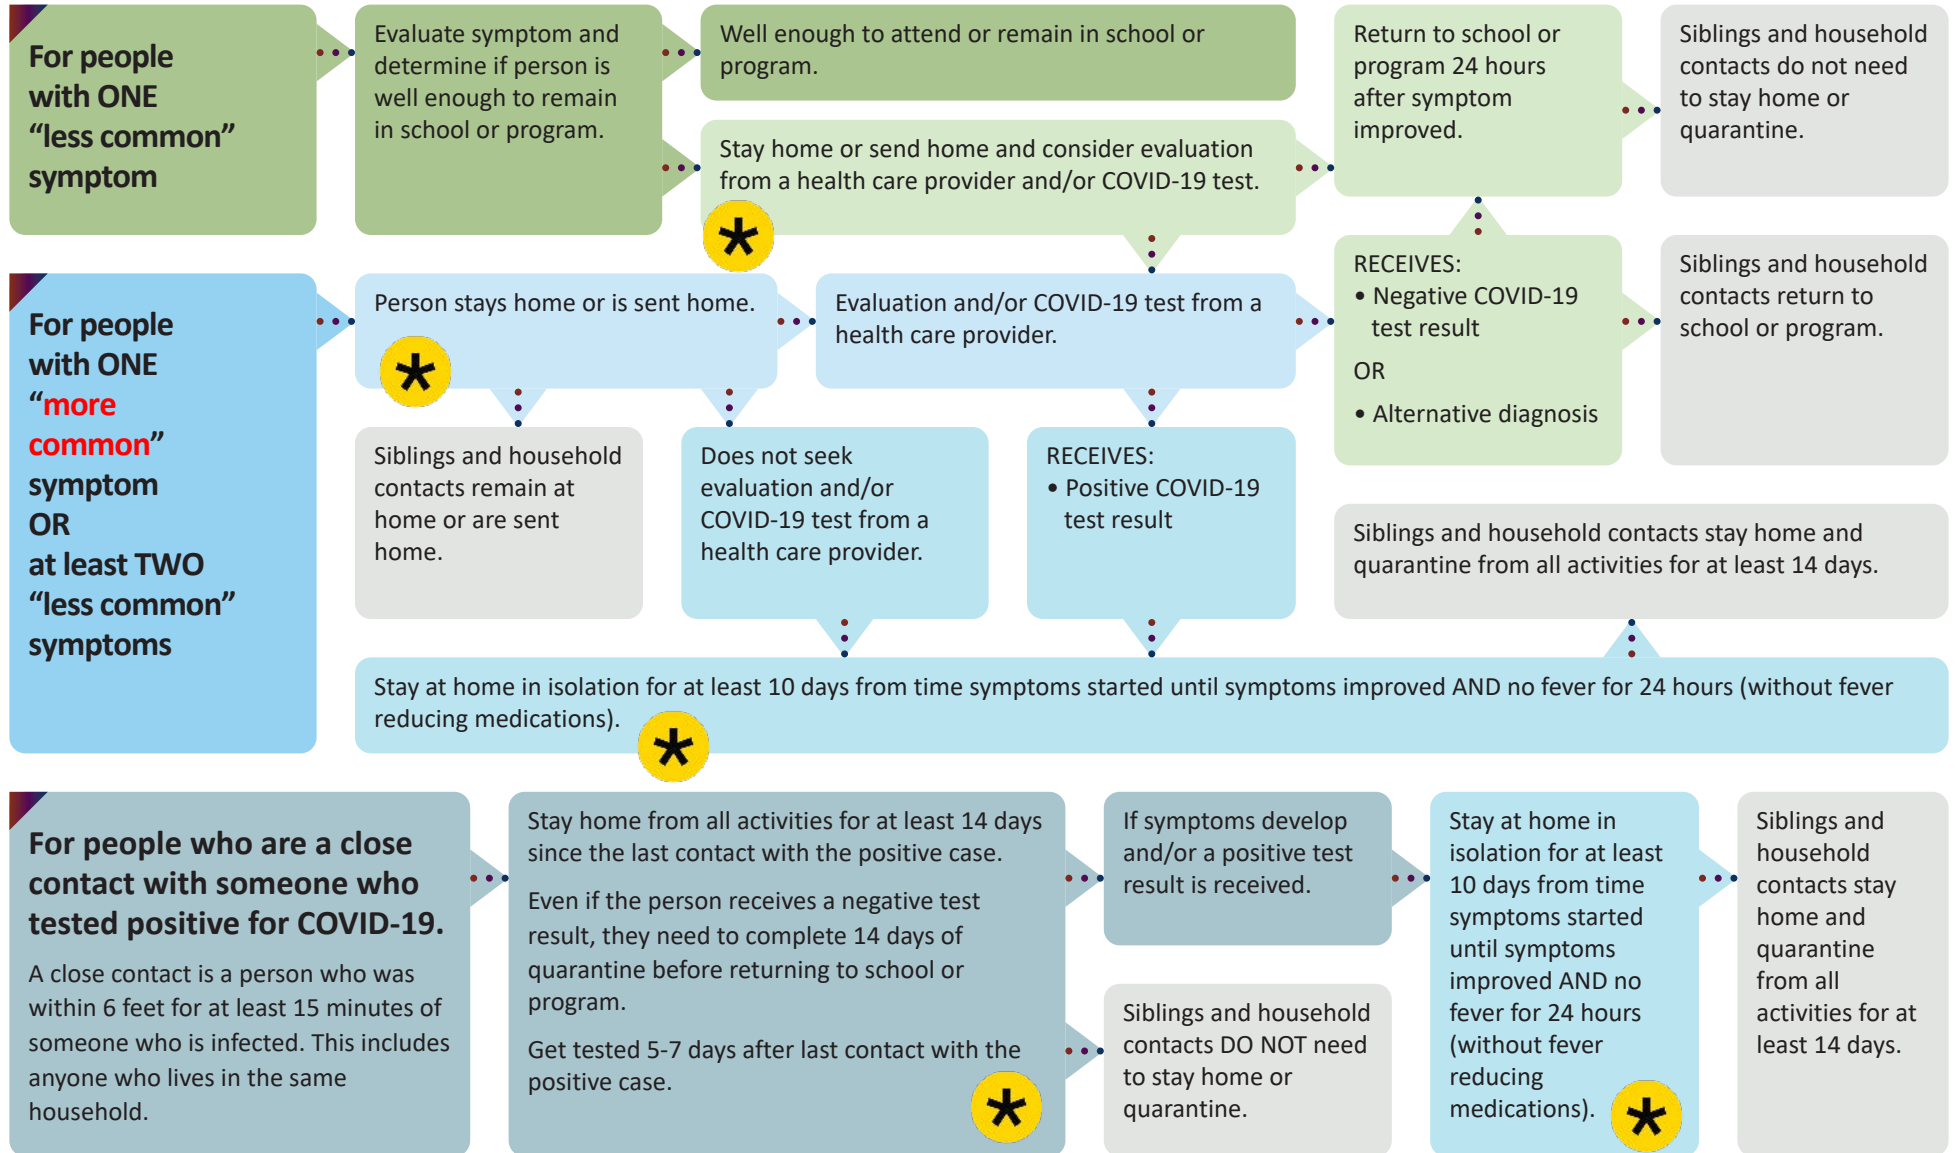 For people
with ONE
“less common”
symptom
Evaluate symptom and
determine if person is
well enough to remain
in school or program.
Well enough to attend or remain in school or
program.
Stay home or send home and consider evaluation
from a health care provider and/or COVID-19 test.
*
Return to school or
program 24 hours
after symptom
improved.
Siblings and household
contacts do not need
to stay home or
quarantine.
For people
with ONE
“more
common”
symptom
OR
at least TWO
“less common”
symptoms
Person stays home or is sent home.
*
Evaluation and/or COVID-19 test from a
health care provider.
RECEIVES:
• Negative COVID-19
test result
OR
• Alternative diagnosis
Siblings and household
contacts return to
school or program.
Siblings and household
contacts remain at
home or are sent
home.
Does not seek
evaluation and/or
COVID-19 test from a
health care provider.
RECEIVES:
• Positive COVID-19
test result
Siblings and household contacts stay home and
quarantine from all activities for at least 14 days.
Stay at home in isolation for at least 10 days from time symptoms started until symptoms improved AND no fever for 24 hours (without fever
reducing medications).
*
For people who are a close
contact with someone who
tested positive for COVID-19.
A close contact is a person who was
within 6 feet for at least 15 minutes of
someone who is infected. This includes
anyone who lives in the same
household.
Stay home from all activities for at least 14 days
since the last contact with the positive case.
Even if the person receives a negative test
result, they need to complete 14 days of
quarantine before returning to school or
program.
Get tested 5-7 days after last contact with the
positive case.
*
If symptoms develop
and/or a positive test
result is received.
Siblings and household
contacts DO NOT need
to stay home or
quarantine.
Stay at home in
isolation for at least
10 days from time
symptoms started
until symptoms
improved AND no
fever for 24 hours
(without fever
reducing
medications).
*
Siblings and
household
contacts stay
home and
quarantine
from all
activities for at
least 14 days.